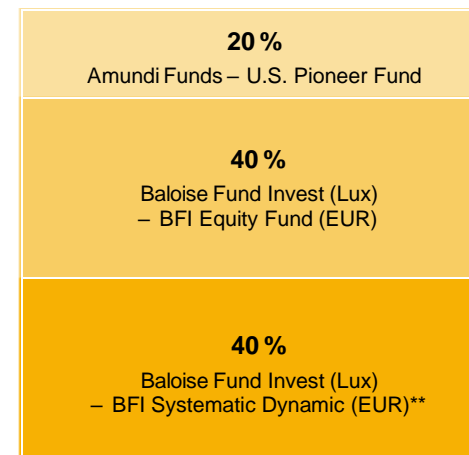 20 %
Amundi Funds – U.S. Pioneer Fund
40 %
Baloise Fund Invest (Lux)
– BFI Equity Fund (EUR)
40 %
Baloise Fund Invest (Lux)
– BFI Systematic Dynamic (EUR)**